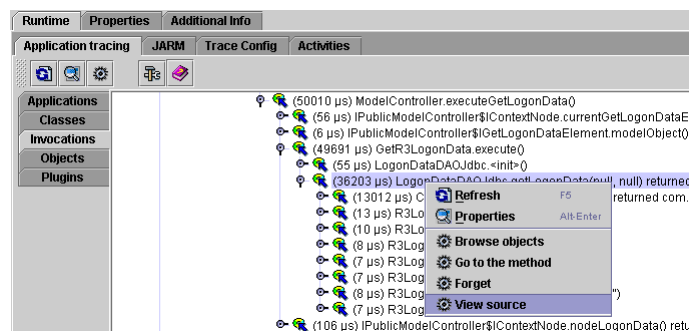 Runtime Properties Additional Info
Application tracing JARM Trace Config Activities
Applications
Classes
Invocations
Objects
Plugins
(50010 µs) ModelController.executeGetLogonData()
(56 µs) IPublicModelController$IContextNode.currentGetLogonDataE
(6 µs) IPublicModelController$IGetLogonDataElement.modelObject()
(49691 µs) GetR3LogonData.execute()
(55 µs) LogonDataDAOJdbc.<init>()
(36203 µs) LogonDataDAOJdbc.getLogonData(null, null) returned
(13012 µs) C returned com.
(13 µs) R3Lo
(10 µs) R3Lo
(8 µs) R3Log
(7 µs) R3Log
(7 µs) R3Log
(8 µs) R3Log ")
(7 µs) R3Log
(106 µs) IPublicModelController$IContextNode.nodeLogonData() retu
Refresh F5
Properties Alt-Enter
Browse objects
Go to the method
Forget
View source